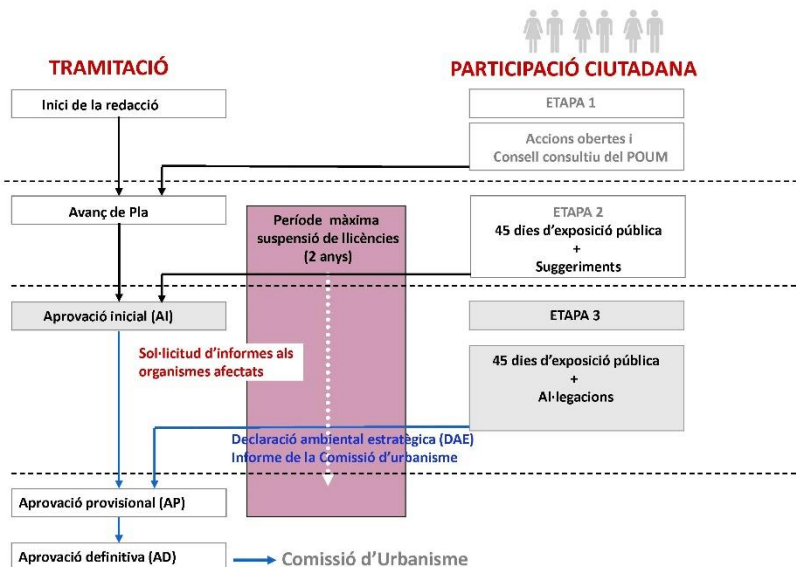 TRAMITACIÓ
PARTICIPACIÓ CIUTADANA
Inici de la redacció
ETAPA 1
Accions obertes i
Consell consultiu del POUM
Avanç de Pla
Període màxima
suspensió de llicències
(2 anys)
ETAPA 2
45 dies d’exposició pública
+
Suggeriments
Aprovació inicial (AI)
ETAPA 3
Sol·licitud d’informes als
organismes afectats
45 dies d’exposició pública
+
Al·legacions
Declaració ambiental estratègica (DAE)
Informe de la Comissió d’urbanisme
Aprovació provisional (AP)
Aprovació definitiva (AD)
Comissió d’Urbanisme